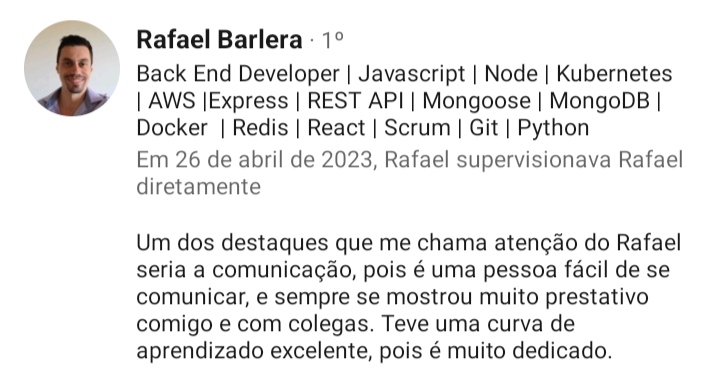 Rafael Barlera · 1º
Back End Developer | Javascript | Node | Kubernetes
| AWS |Express | REST API | Mongoose | MongoDB |
Docker | Redis | React | Scrum | Git | Python
Em 26 de abril de 2023, Rafael supervisionava Rafael
diretamente
Um dos destaques que me chama atenção do Rafael
seria a comunicação, pois é uma pessoa fácil de se
comunicar, e sempre se mostrou muito prestativo
comigo e com colegas. Teve uma curva de
aprendizado excelente, pois é muito dedicado.